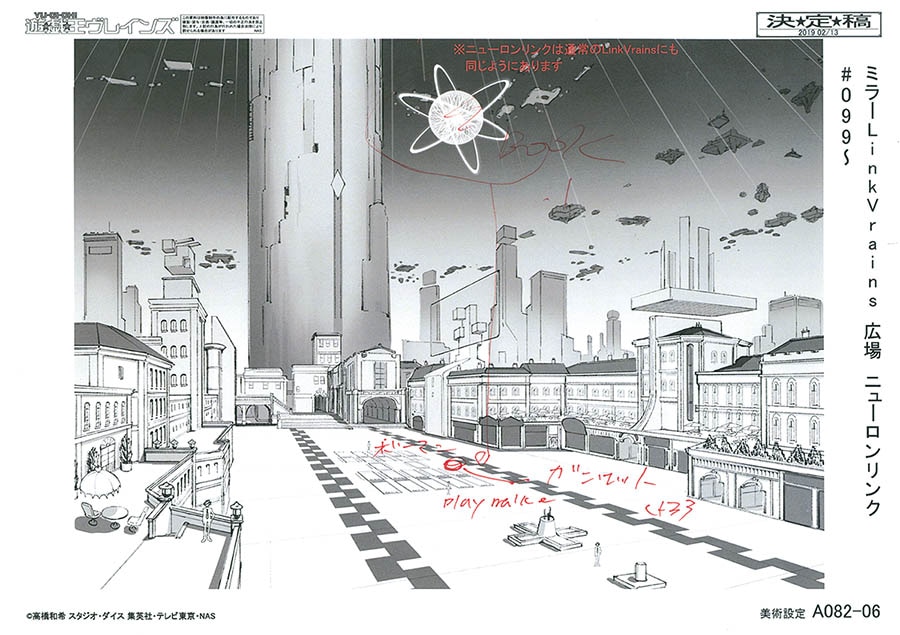 YU-GI-OH!
遊☆戯☆王ヴレインズ
NAS
決★定★稿
2019 02/13
※ニューロンリンクは通常のLinkVrainsにも
同じようにあります
ミラーLinkVrains 広場 ニューロンリンク
#099~
ボーマン
playmaker
©高橋和希 スタジオ・ダイス 集英社・テレビ東京・NAS
美術設定 A082-06